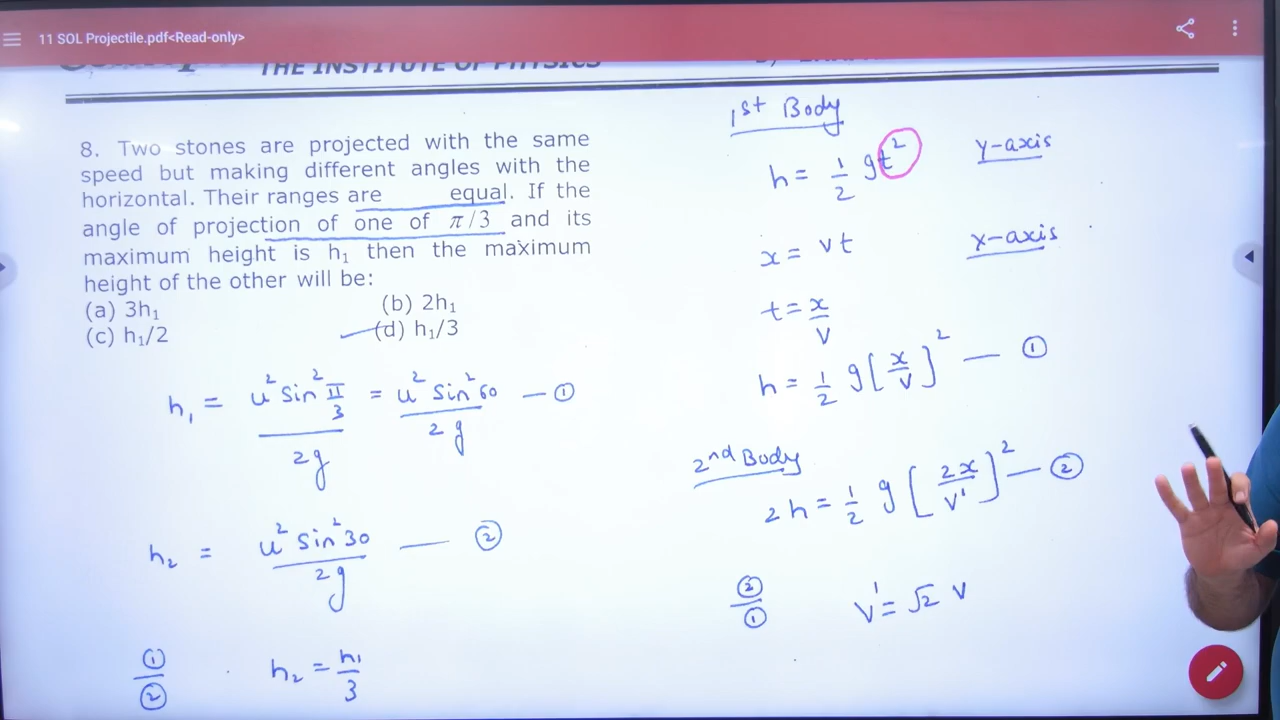 11 SOL Projectile.pdf<Read-only>
THE INSTITUTE OF PHYSICS
8. Two stones are projected with the same
speed but making different angles with the
horizontal. Their ranges are equal. If the
angle of projection of one of π/3 and its
maximum height is h₁ then the maximum
height of the other will be:
(a) 3h₁ (b) 2h₁
(c) h₁/2 (d) h₁/3
h₁ = u² sin² π/3 / 2g = u² sin² 60 / 2g — ①
h₂ = u² sin² 30 / 2g — ②
①/② h₂ = h₁/3
1st Body
h = 1/2 gt² y-axis
x = vt x-axis
t = x/v
h = 1/2 g[x/v]² — ①
2nd Body
2h = 1/2 g[2x/v']² — ②
②/① v' = √2 v